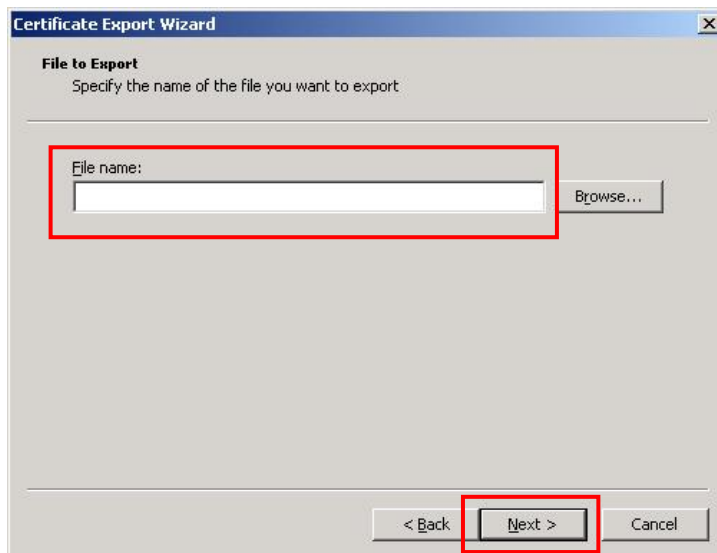 Certificate Export Wizard
File to Export
Specify the name of the file you want to export
File name:
Browse...
< Back
Next >
Cancel